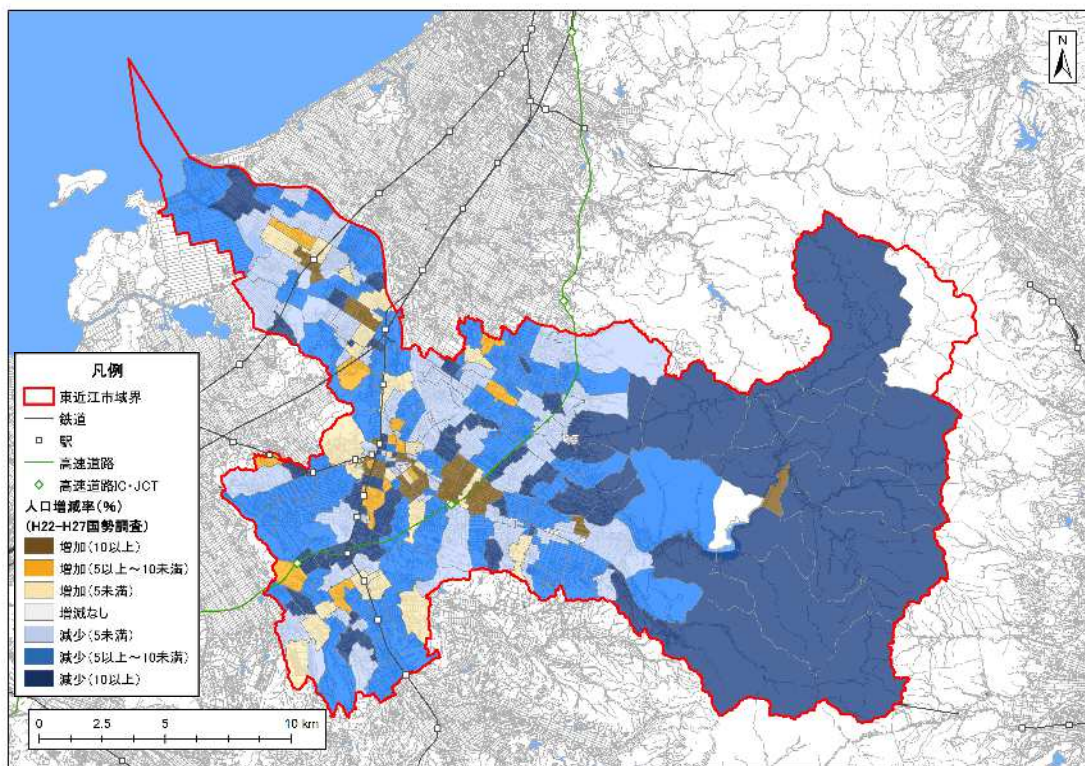 N
凡例
東近江市域界
鉄道
駅
高速道路
高速道路IC・JCT
人口増減率(%)
(H22-H27国勢調査)
増加(10以上)
増加(5以上～10未満)
増加(5未満)
増減なし
減少(5未満)
減少(5以上～10未満)
減少(10以上)
0 2.5 5 10 km